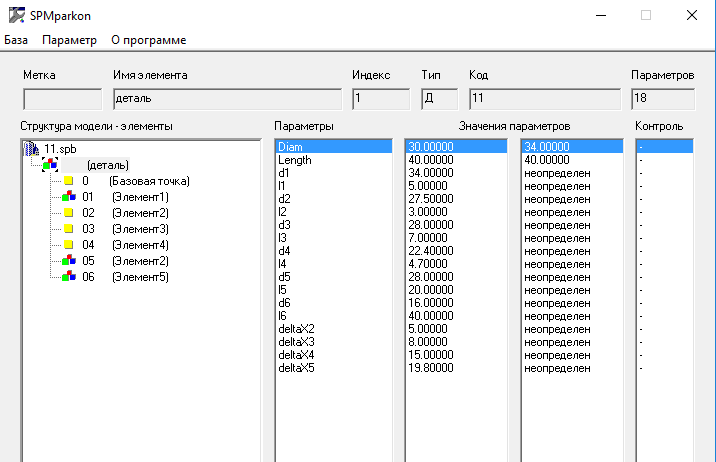 SPMparkon
База Параметр О программе
Метка Имя элемента Индекс Тип Код Параметров
деталь 1 Д 11 18
Структура модели - элементы Параметры Значения параметров Контроль
11.spb Diam 30.00000 34.00000 -
(деталь) Length 40.00000 40.00000 -
0 (Базовая точка) d1 34.00000 неопределен -
01 (Элемент1) l1 5.00000 неопределен -
02 (Элемент2) d2 27.50000 неопределен -
03 (Элемент3) l2 3.00000 неопределен -
04 (Элемент4) d3 28.00000 неопределен -
05 (Элемент2) l3 7.00000 неопределен -
06 (Элемент5) d4 22.40000 неопределен -
l4 4.70000 неопределен -
d5 28.00000 неопределен -
l5 20.00000 неопределен -
d6 16.00000 неопределен -
l6 40.00000 неопределен -
deltaX2 5.00000 неопределен -
deltaX3 8.00000 неопределен -
deltaX4 15.00000 неопределен -
deltaX5 19.80000 неопределен -